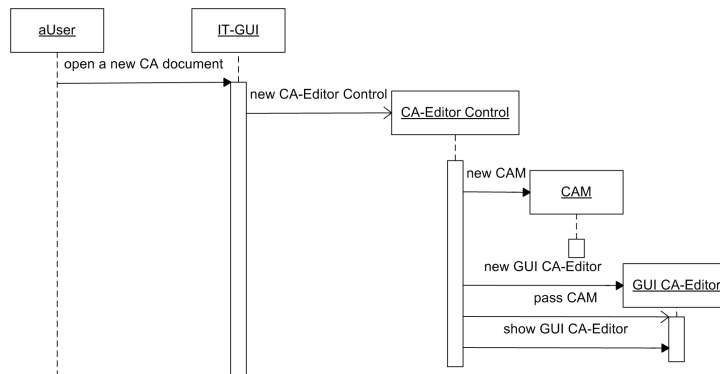 aUser
IT-GUI
open a new CA document
new CA-Editor Control
CA-Editor Control
new CAM
CAM
new GUI CA-Editor
GUI CA-Editor
pass CAM
show GUI CA-Editor